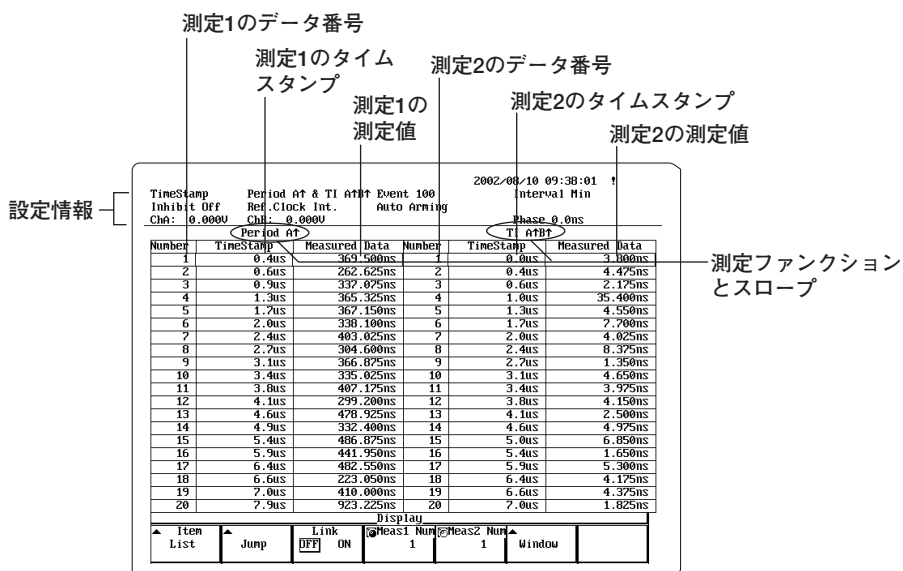 測定1のデータ番号
測定1のタイム
スタンプ
測定2のデータ番号
測定1の
測定値
測定2のタイムスタンプ
測定2の測定値
設定情報
2002/08/10 09:38:01 !
TimeStamp Period A↑ & TI A↑B↑ Event 100 Interval Min
Inhibit Off Ref.Clock Int. Auto Arming
ChA: 0.000V ChB: 0.000V Phase 0.0ns
Period A↑ TI A↑B↑
Number TimeStamp Measured Data Number TimeStamp Measured Data
1 0.4us 369.500ns 1 0.0us 3.800ns
2 0.6us 262.625ns 2 0.4us 4.475ns
3 0.9us 337.075ns 3 0.6us 2.175ns
4 1.3us 365.325ns 4 1.0us 35.400ns
5 1.7us 367.150ns 5 1.3us 4.550ns
6 2.0us 338.100ns 6 1.7us 7.700ns
7 2.4us 403.025ns 7 2.0us 4.025ns
8 2.7us 304.600ns 8 2.4us 8.375ns
9 3.1us 366.875ns 9 2.7us 1.350ns
10 3.4us 335.025ns 10 3.1us 4.650ns
11 3.8us 407.175ns 11 3.4us 3.975ns
12 4.1us 299.200ns 12 3.8us 4.150ns
13 4.6us 478.925ns 13 4.1us 2.500ns
14 4.9us 332.400ns 14 4.6us 4.975ns
15 5.4us 486.875ns 15 5.0us 6.850ns
16 5.9us 441.950ns 16 5.4us 1.650ns
17 6.4us 482.550ns 17 5.9us 5.300ns
18 6.6us 223.050ns 18 6.4us 4.175ns
19 7.0us 410.000ns 19 6.6us 4.375ns
20 7.9us 923.225ns 20 7.0us 1.825ns
測定ファンクション
とスロープ
Display
Item Link Meas1 Num Meas2 Num
List Jump OFF ON 1 1 Window